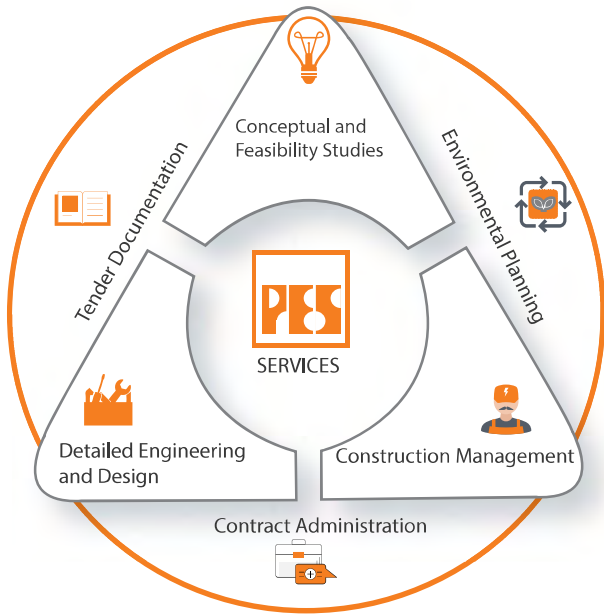 Conceptual and
Feasibility Studies
Tender Documentation
Environmental Planning
PES
SERVICES
Detailed Engineering
and Design
Construction Management
Contract Administration